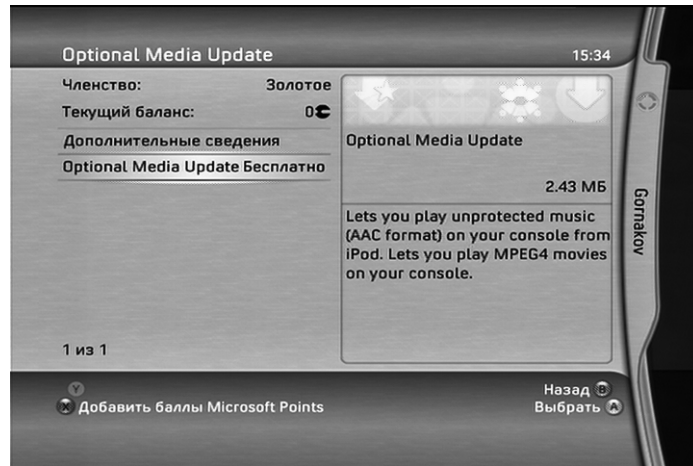 Optional Media Update 15:34
Членство: Золотое
Текущий баланс: 0
Дополнительные сведения
Optional Media Update Бесплатно
1 из 1
Optional Media Update
2.43 МБ
Lets you play unprotected music
(AAC format) on your console from
iPod. Lets you play MPEG4 movies
on your console.
Gornakov
Y
X Добавить баллы Microsoft Points
Назад B
Выбрать A